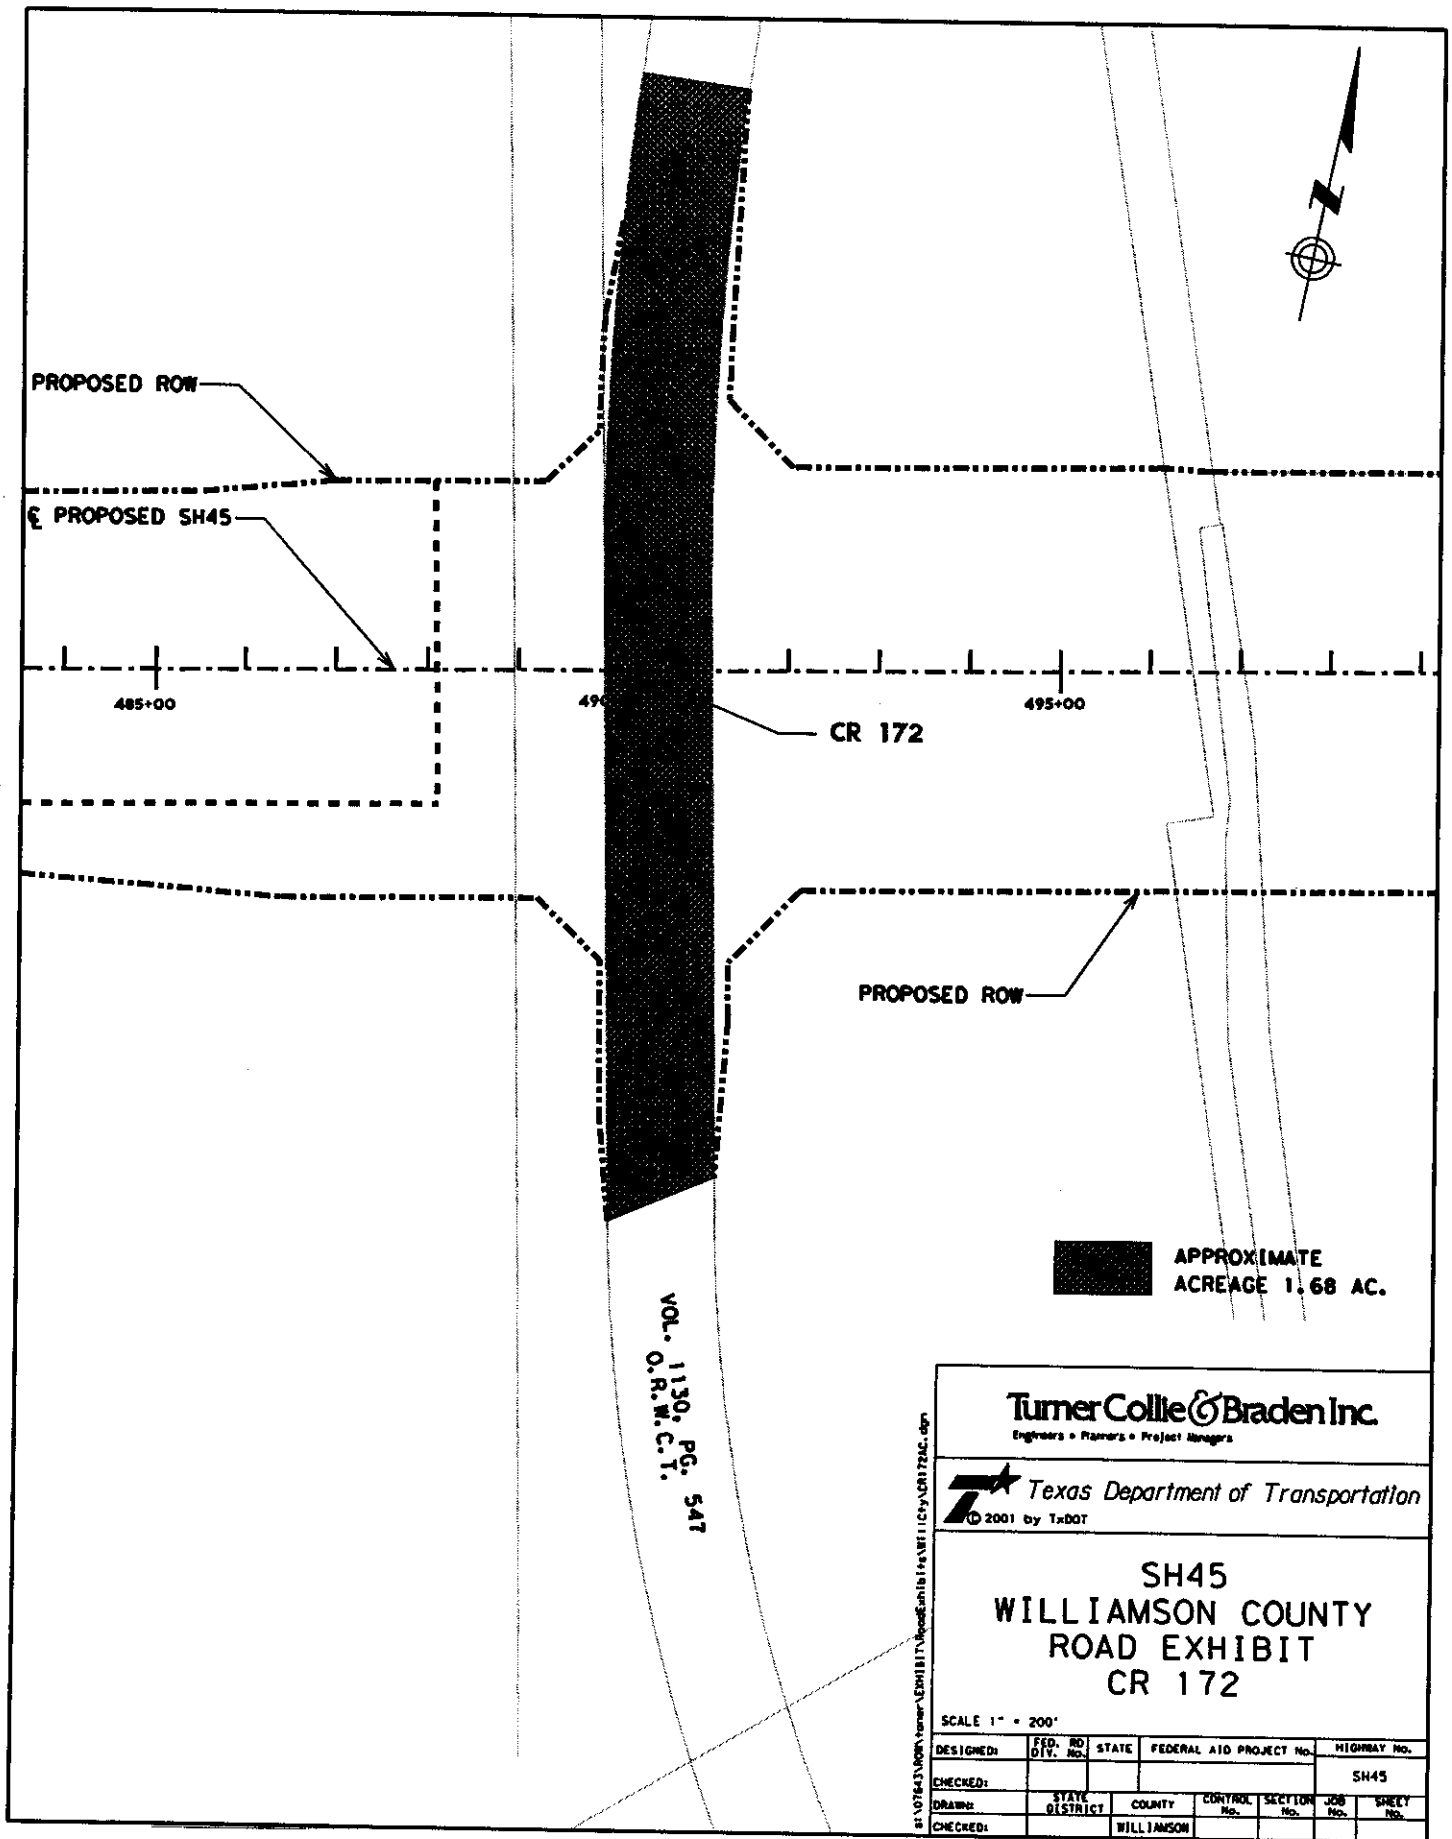 N
PROPOSED ROW
℄ PROPOSED SH45
485+00
495+00
CR 172
PROPOSED ROW
APPROXIMATE
ACREAGE 1.68 AC.
VOL. 1130, PG. 547
O.R.W.C.T.
Turner Collie & Braden Inc.
Engineers • Planners • Project Managers
Texas Department of Transportation
© 2001 by TxDOT
SH45
WILLIAMSON COUNTY
ROAD EXHIBIT
CR 172
SCALE 1" = 200'
DESIGNED:
FED. RD
DIV. No.
STATE
FEDERAL AID PROJECT No.
HIGHWAY No.
CHECKED:
SH45
DRAWN:
STATE
DISTRICT
COUNTY
CONTROL
No.
SECTION
No.
JOB
No.
SHEET
No.
CHECKED:
WILLIAMSON